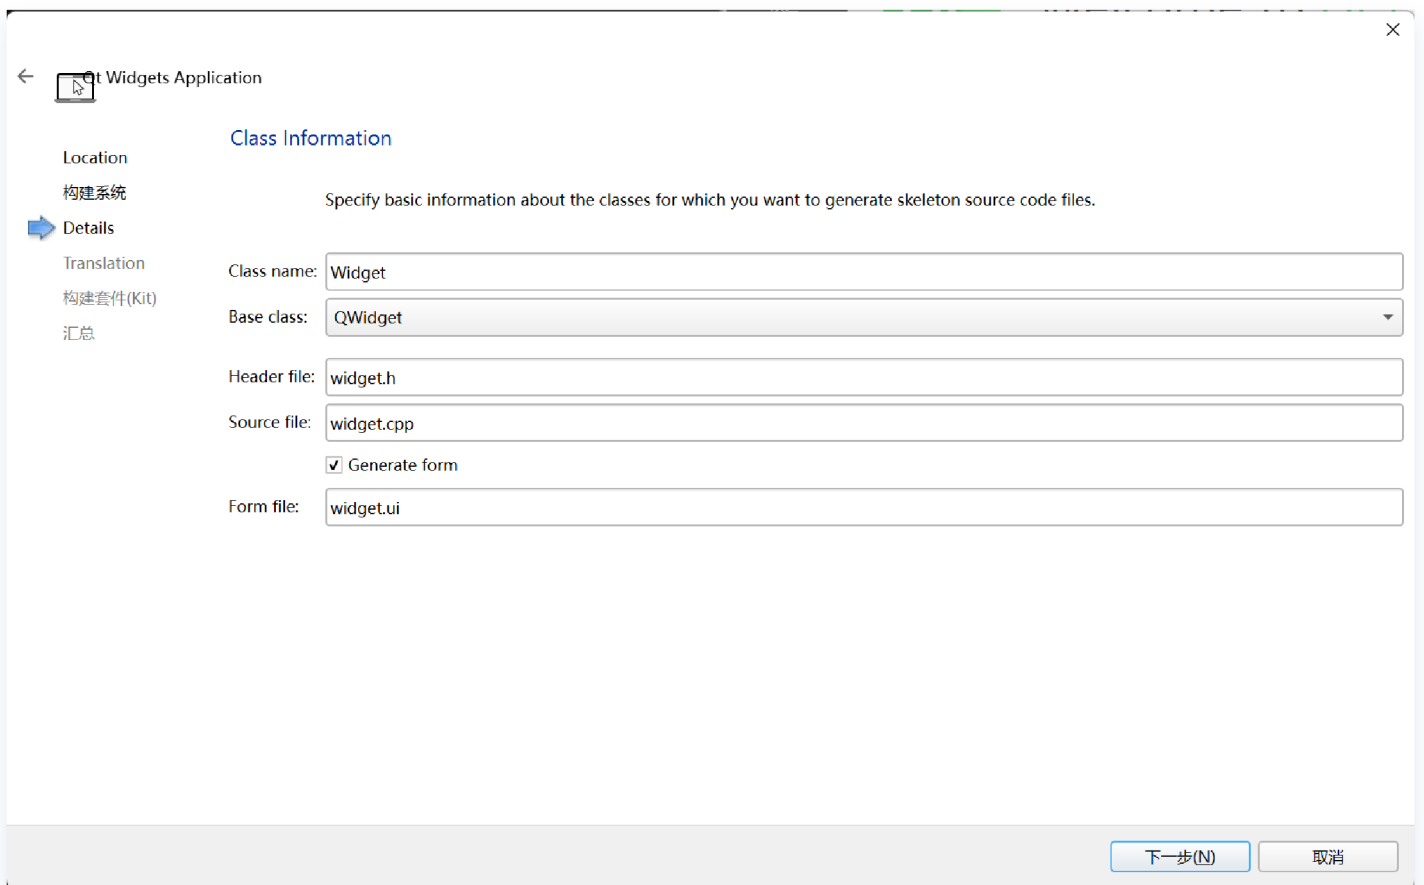 Qt Widgets Application
Location
构建系统
Details
Translation
构建套件(Kit)
汇总
Class Information
Specify basic information about the classes for which you want to generate skeleton source code files.
Class name: Widget
Base class: QWidget
Header file: widget.h
Source file: widget.cpp
Generate form
Form file: widget.ui
下一步(N)
取消